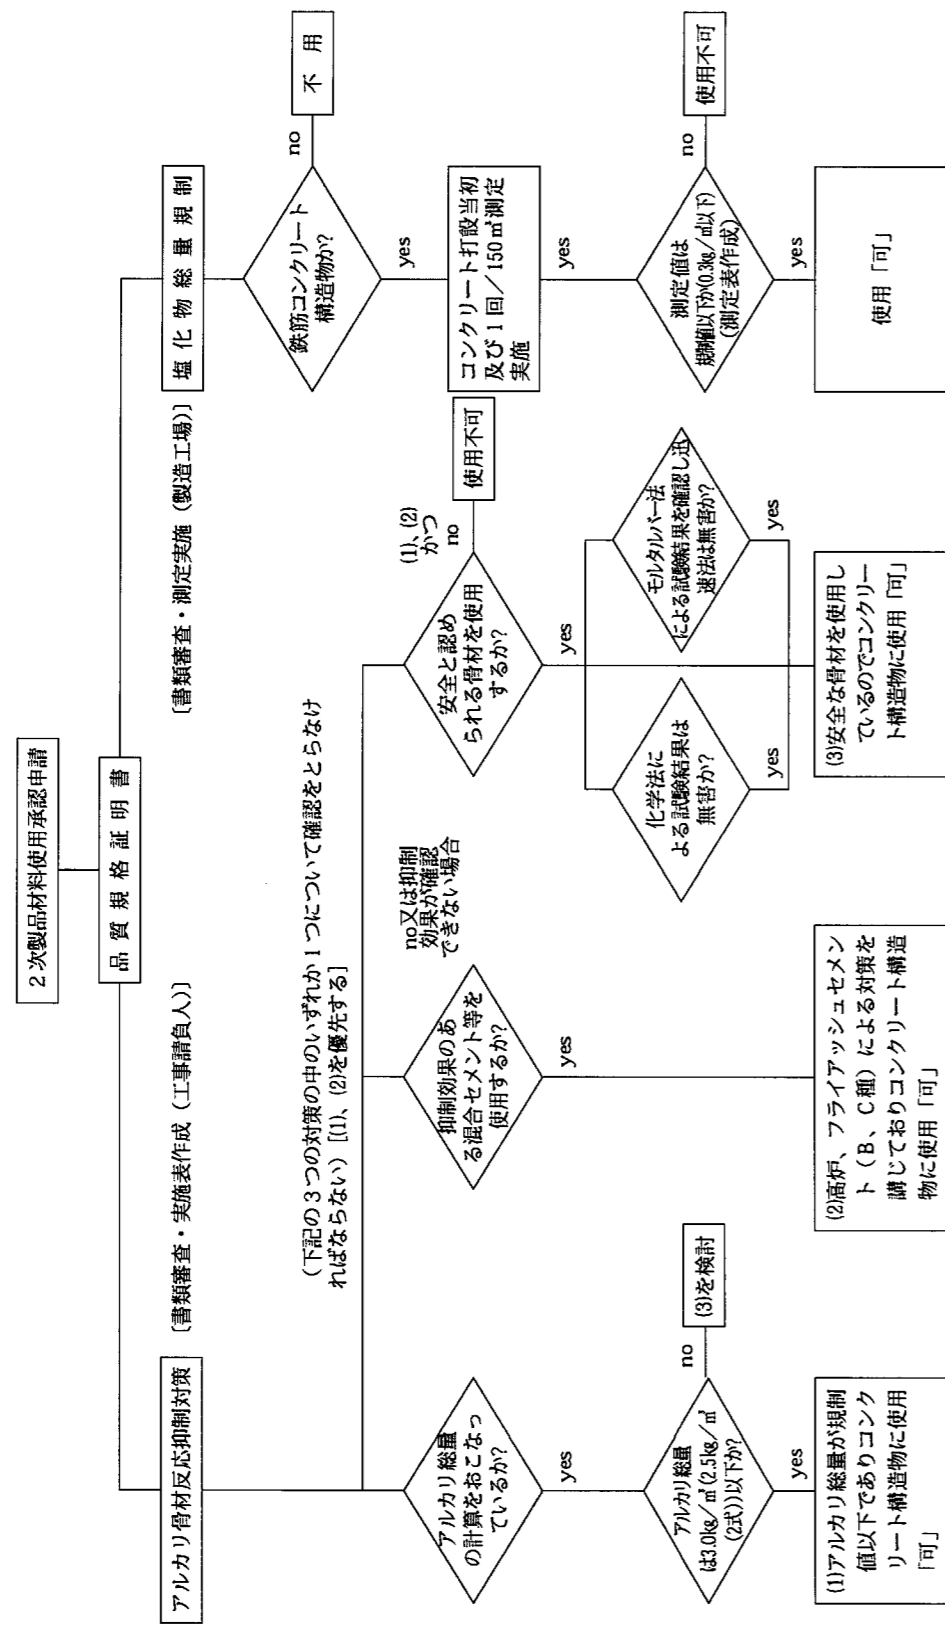 2次製品材料使用承認申請
品質規格証明書
アルカリ骨材反応抑制対策
[書類審査・実施表作成(工事請負人)]
(下記の3つの対策の中のいずれか1つについて確認をとらなけ
ればならない)[(1)、(2)を優先する]
アルカリ総量
の計算をおこなっ
ているか?
yes
アルカリ総量
は3.0kg/㎥(2.5kg/㎥
(2式))以下か?
no
(3)を検討
yes
(1)アルカリ総量が規制
値以下でありコンク
リート構造物に使用
「可」
抑制効果のあ
る混合セメント等を
使用するか?
no又は抑制
効果が確認
できない場合
yes
(2)高炉、フライアッシュセメン
ト(B、C種)による対策を
講じておりコンクリート構造
物に使用「可」
安全と認め
られる骨材を使用
するか?
(1)、(2)
かつ
no
使用不可
yes
化学法に
よる試験結果は
無害か?
yes
モルタルバー法
による試験結果を確認し迅
速法は無害か?
yes
(3)安全な骨材を使用し
ているのでコンクリー
ト構造物に使用「可」
塩化物総量規制
[書類審査・測定実施(製造工場)]
鉄筋コンクリート
構造物か?
no
不用
yes
コンクリート打設当初
及び1回/150㎥測定
実施
yes
測定値は
規制値以下か(0.3kg/㎥以下)
(測定表作成)
no
使用不可
yes
使用「可」